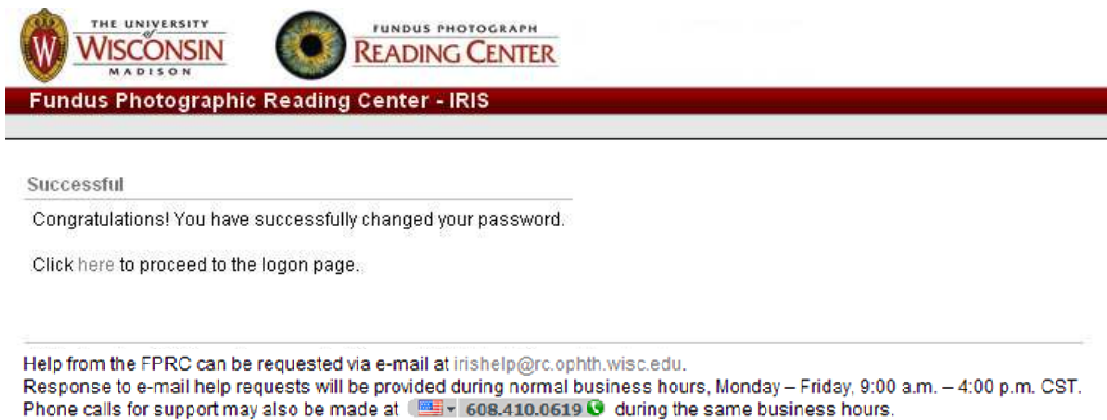 THE UNIVERSITY
of
WISCONSIN
MADISON
W
FUNDUS PHOTOGRAPH
READING CENTER
Fundus Photographic Reading Center - IRIS
Successful
Congratulations! You have successfully changed your password.
Click here to proceed to the logon page.
Help from the FPRC can be requested via e-mail at irishelp@rc.ophth.wisc.edu.
Response to e-mail help requests will be provided during normal business hours, Monday – Friday, 9:00 a.m. – 4:00 p.m. CST.
Phone calls for support may also be made at 608.410.0619 during the same business hours.